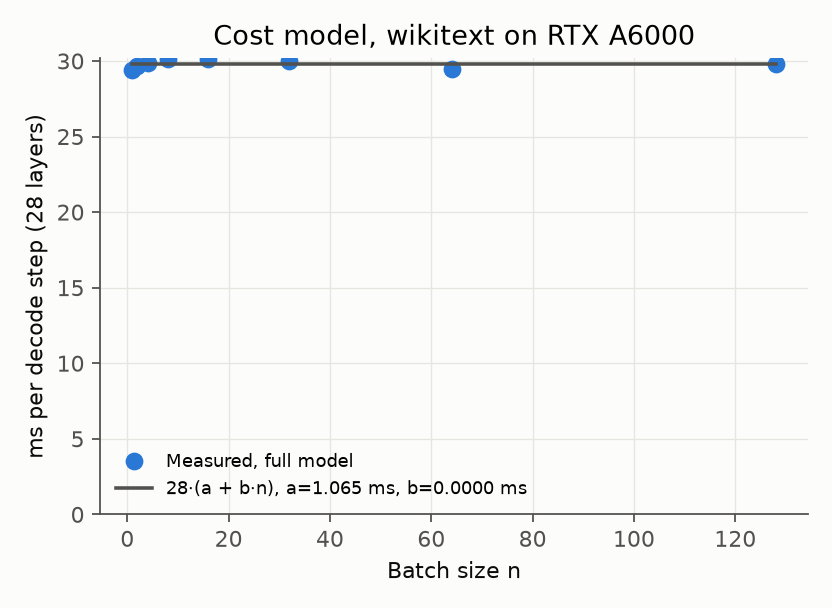 Cost model, wikitext on RTX A6000
ms per decode step (28 layers)
30
25
20
15
10
5
0
Measured, full model
28·(a + b·n), a=1.065 ms, b=0.0000 ms
0 20 40 60 80 100 120
Batch size n